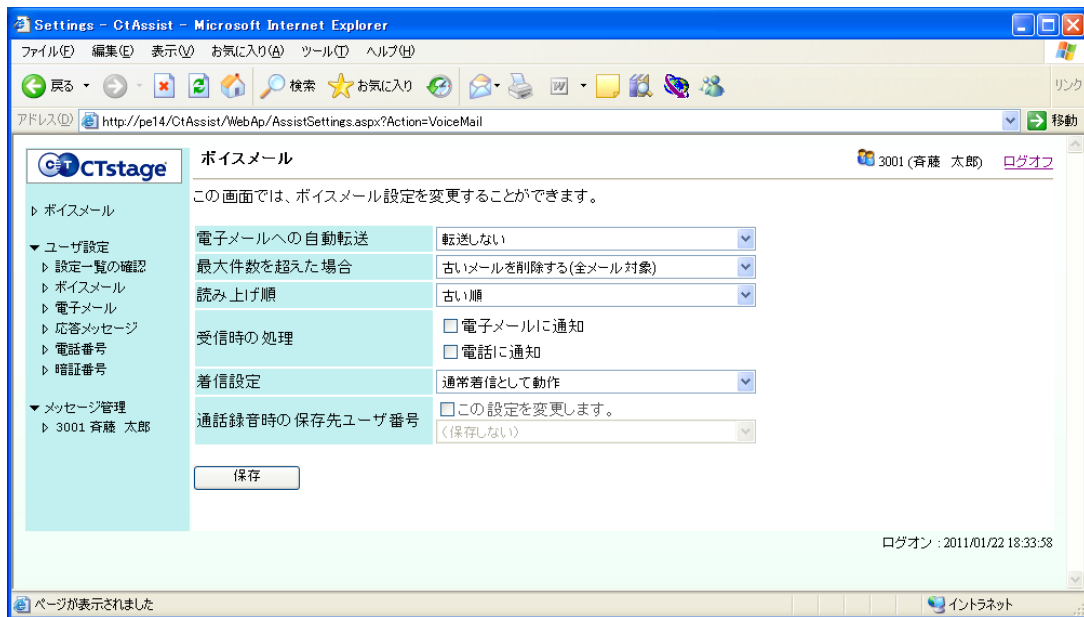 Settings - CtAssist - Microsoft Internet Explorer
ファイル(F) 編集(E) 表示(V) お気に入り(A) ツール(T) ヘルプ(H)
戻る 検索 お気に入り リンク
アドレス(D) http://pe14/CtAssist/WebAp/AssistSettings.aspx?Action=VoiceMail 移動
CT CTstage
ボイスメール
3001 (斉藤 太郎) ログオフ
この画面では、ボイスメール設定を変更することができます。
ボイスメール
ユーザ設定
設定一覧の確認
ボイスメール
電子メール
応答メッセージ
電話番号
暗証番号
メッセージ管理
3001 斉藤 太郎
電子メールへの自動転送 転送しない
最大件数を超えた場合 古いメールを削除する(全メール対象)
読み上げ順 古い順
受信時の処理
電子メールに通知
電話に通知
着信設定 通常着信として動作
通話録音時の保存先ユーザ番号
この設定を変更します。
(保存しない)
保存
ログオン : 2011/01/22 18:33:58
ページが表示されました イントラネット